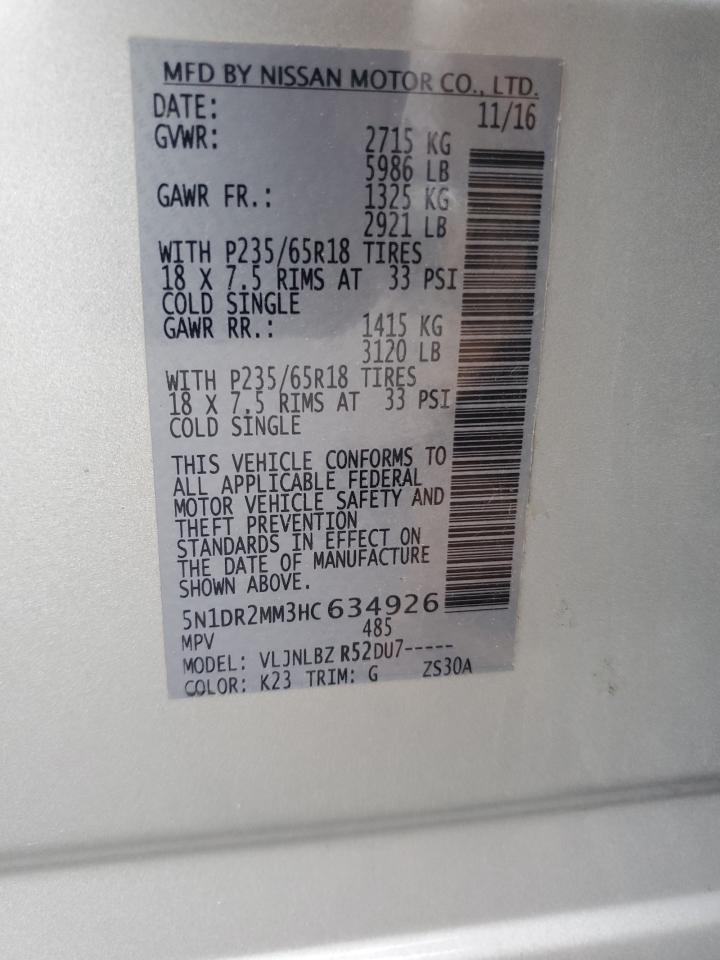 MFD BY NISSAN MOTOR CO., LTD.
DATE: 11/16
GVWR: 2715 KG
5986 LB
GAWR FR.: 1325 KG
2921 LB
WITH P235/65R18 TIRES
18 X 7.5 RIMS AT 33 PSI
COLD SINGLE
GAWR RR.: 1415 KG
3120 LB
WITH P235/65R18 TIRES
18 X 7.5 RIMS AT 33 PSI
COLD SINGLE
THIS VEHICLE CONFORMS TO
ALL APPLICABLE FEDERAL
MOTOR VEHICLE SAFETY AND
THEFT PREVENTION
STANDARDS IN EFFECT ON
THE DATE OF MANUFACTURE
SHOWN ABOVE.
5N1DR2MM3HC634926
MPV 485
MODEL: VLJNLBZ R52DU7-----
COLOR: K23 TRIM: G ZS30A